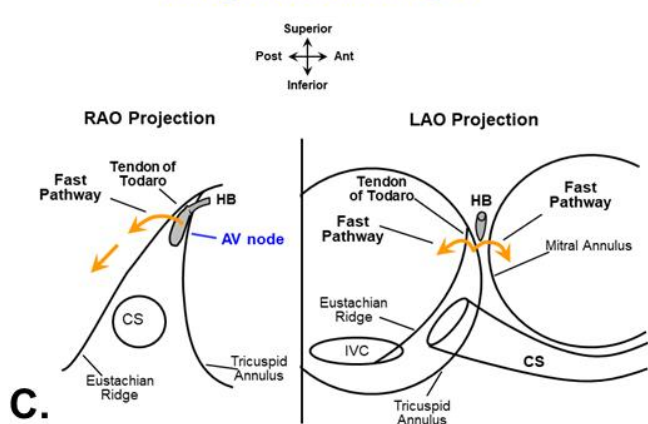 Superior
Post
Ant
Inferior
RAO Projection
Tendon of
Todaro
Fast
Pathway
HB
AV node
CS
Eustachian
Ridge
Tricuspid
Annulus
C.
LAO Projection
Tendon of
Todaro
HB
Fast
Pathway
Fast
Pathway
Mitral Annulus
Eustachian
Ridge
IVC
CS
Tricuspid
Annulus